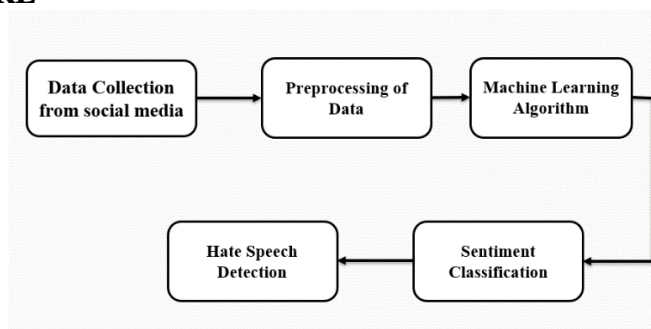 Data Collection
from social media
Preprocessing of
Data
Machine Learning
Algorithm
Sentiment
Classification
Hate Speech
Detection